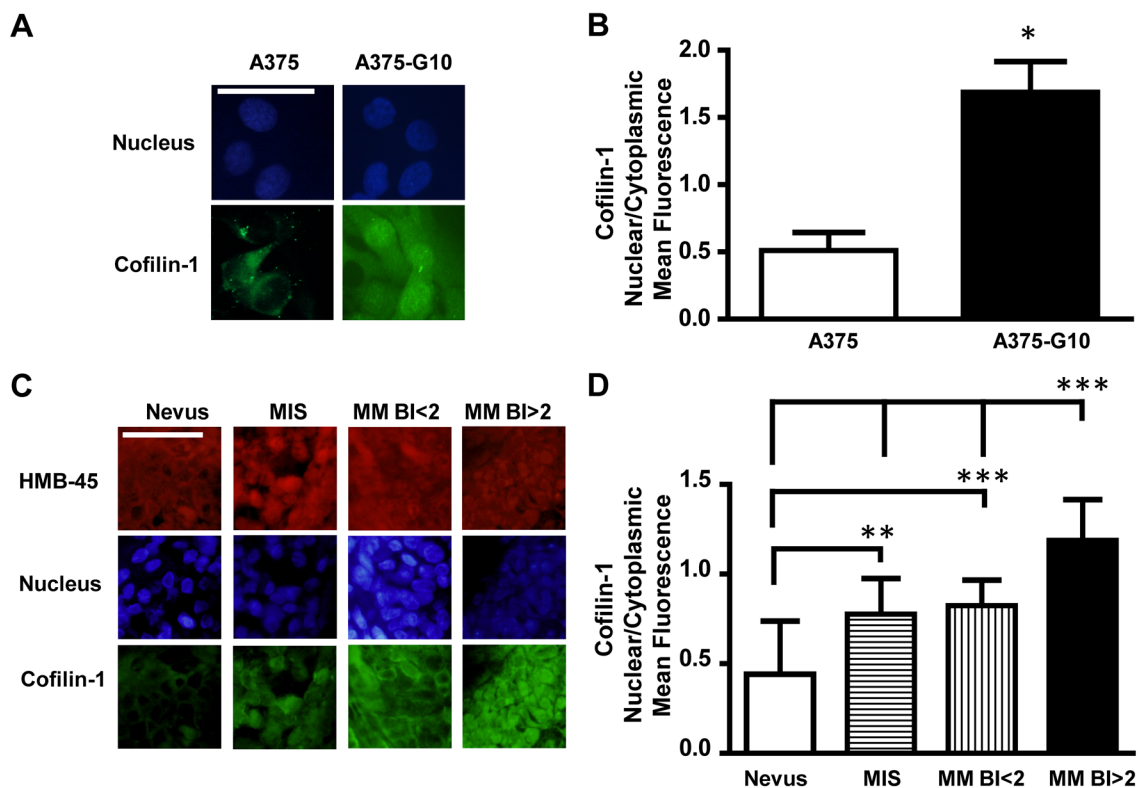 A
A375
A375-G10
Nucleus
Cofilin-1
B
Cofilin-1
Nuclear/Cytoplasmic
Mean Fluorescence
2.0
1.5
1.0
0.5
0.0
*
A375
A375-G10
C
Nevus
MIS
MM BI<2
MM BI>2
HMB-45
Nucleus
Cofilin-1
D
Cofilin-1
Nuclear/Cytoplasmic
Mean Fluorescence
1.5
1.0
0.5
0.0
***
***
**
Nevus
MIS
MM BI<2
MM BI>2